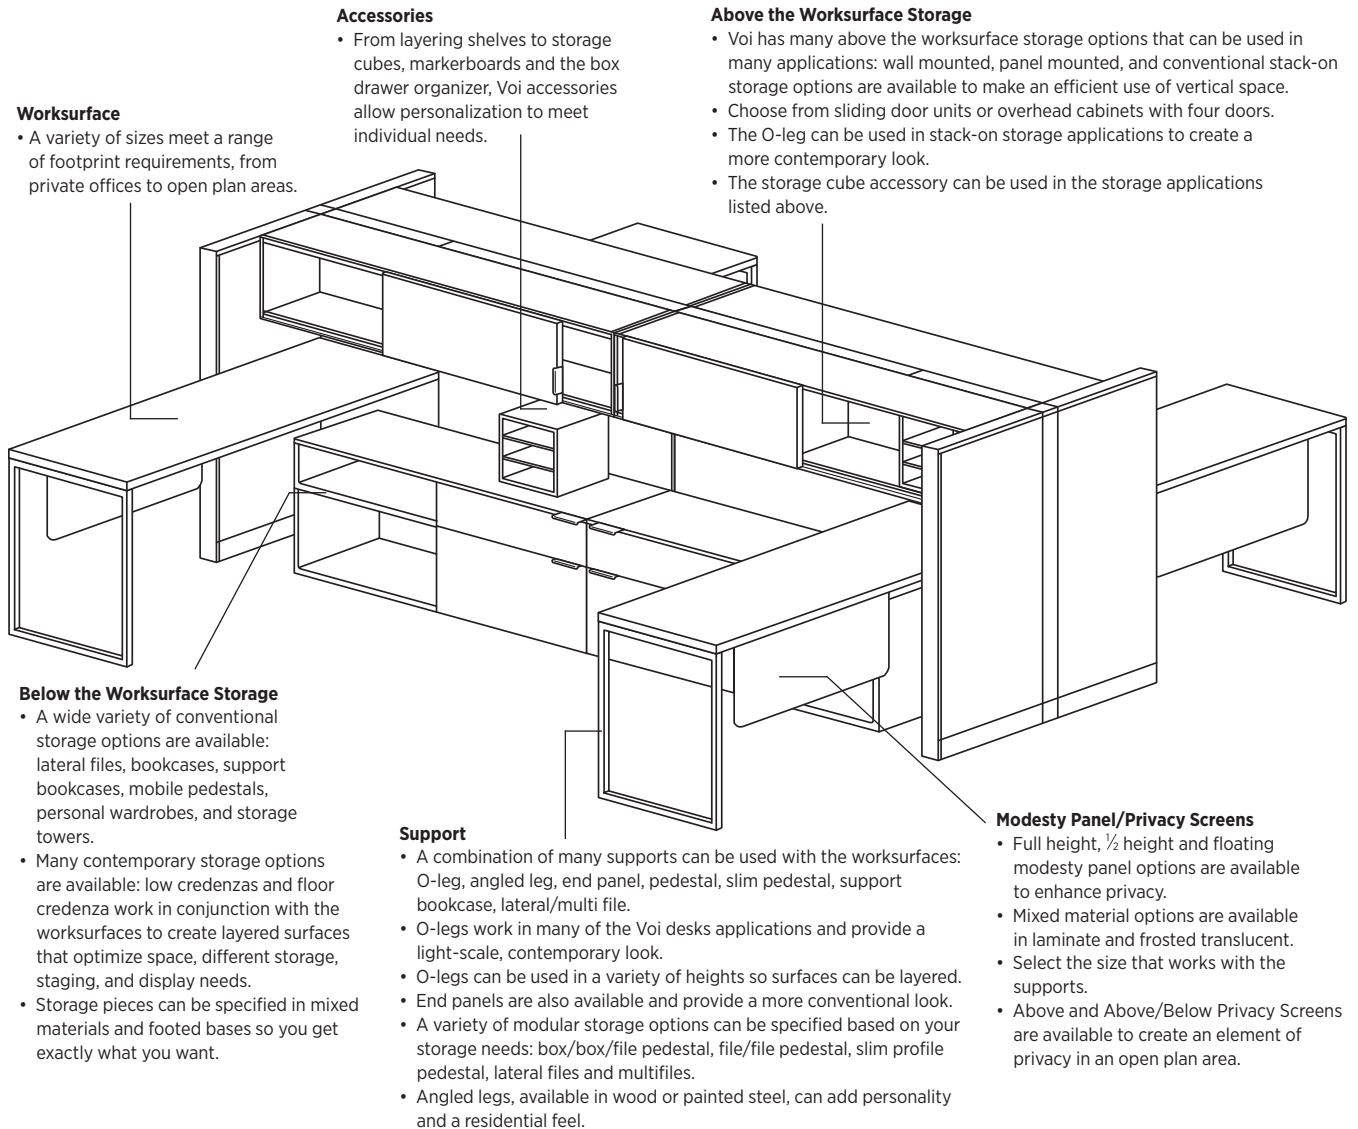 Accessories
• From layering shelves to storage
cubes, markerboards and the box
drawer organizer, Voi accessories
allow personalization to meet
individual needs.
Above the Worksurface Storage
• Voi has many above the worksurface storage options that can be used in
many applications: wall mounted, panel mounted, and conventional stack-on
storage options are available to make an efficient use of vertical space.
• Choose from sliding door units or overhead cabinets with four doors.
• The O-leg can be used in stack-on storage applications to create a
more contemporary look.
• The storage cube accessory can be used in the storage applications
listed above.
Worksurface
• A variety of sizes meet a range
of footprint requirements, from
private offices to open plan areas.
Below the Worksurface Storage
• A wide variety of conventional
storage options are available:
lateral files, bookcases, support
bookcases, mobile pedestals,
personal wardrobes, and storage
towers.
• Many contemporary storage options
are available: low credenzas and floor
credenza work in conjunction with the
worksurfaces to create layered surfaces
that optimize space, different storage,
staging, and display needs.
• Storage pieces can be specified in mixed
materials and footed bases so you get
exactly what you want.
Support
• A combination of many supports can be used with the worksurfaces:
O-leg, angled leg, end panel, pedestal, slim pedestal, support
bookcase, lateral/multi file.
• O-legs work in many of the Voi desks applications and provide a
light-scale, contemporary look.
• O-legs can be used in a variety of heights so surfaces can be layered.
• End panels are also available and provide a more conventional look.
• A variety of modular storage options can be specified based on your
storage needs: box/box/file pedestal, file/file pedestal, slim profile
pedestal, lateral files and multifiles.
• Angled legs, available in wood or painted steel, can add personality
and a residential feel.
Modesty Panel/Privacy Screens
• Full height, ½ height and floating
modesty panel options are available
to enhance privacy.
• Mixed material options are available
in laminate and frosted translucent.
• Select the size that works with the
supports.
• Above and Above/Below Privacy Screens
are available to create an element of
privacy in an open plan area.